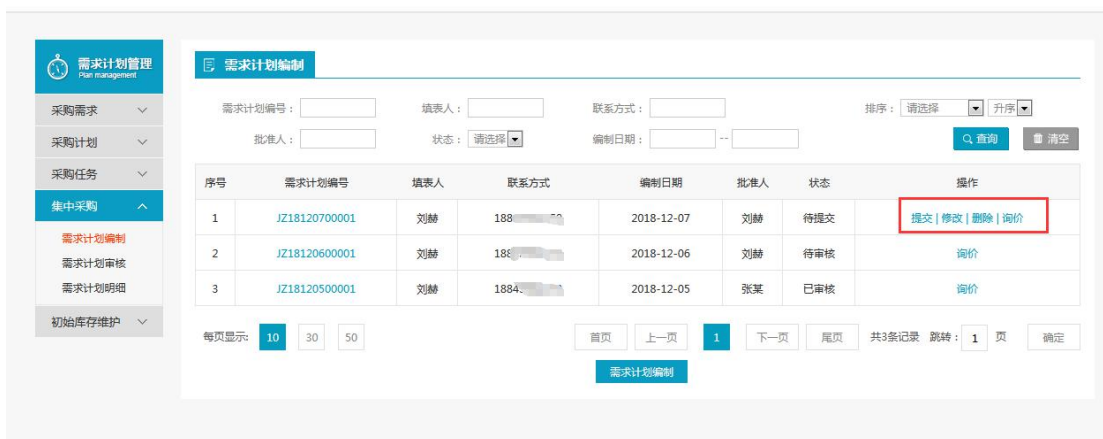 需求计划管理
Plan management
采购需求
采购计划
采购任务
集中采购
需求计划编制
需求计划审核
需求计划明细
初始库存维护
需求计划编制
需求计划编号： 填表人： 联系方式： 排序： 请选择 升序
批准人： 状态： 请选择 编制日期： -- 查询 清空
序号 需求计划编号 填表人 联系方式 编制日期 批准人 状态 操作
1 JZ18120700001 刘赫 188 2018-12-07 刘赫 待提交 提交 | 修改 | 删除 | 询价
2 JZ18120600001 刘赫 188 2018-12-06 刘赫 待审核 询价
3 JZ18120500001 刘赫 1884 2018-12-05 张某 已审核 询价
每页显示: 10 30 50 首页 上一页 1 下一页 尾页 共3条记录 跳转： 1 页 确定
需求计划编制